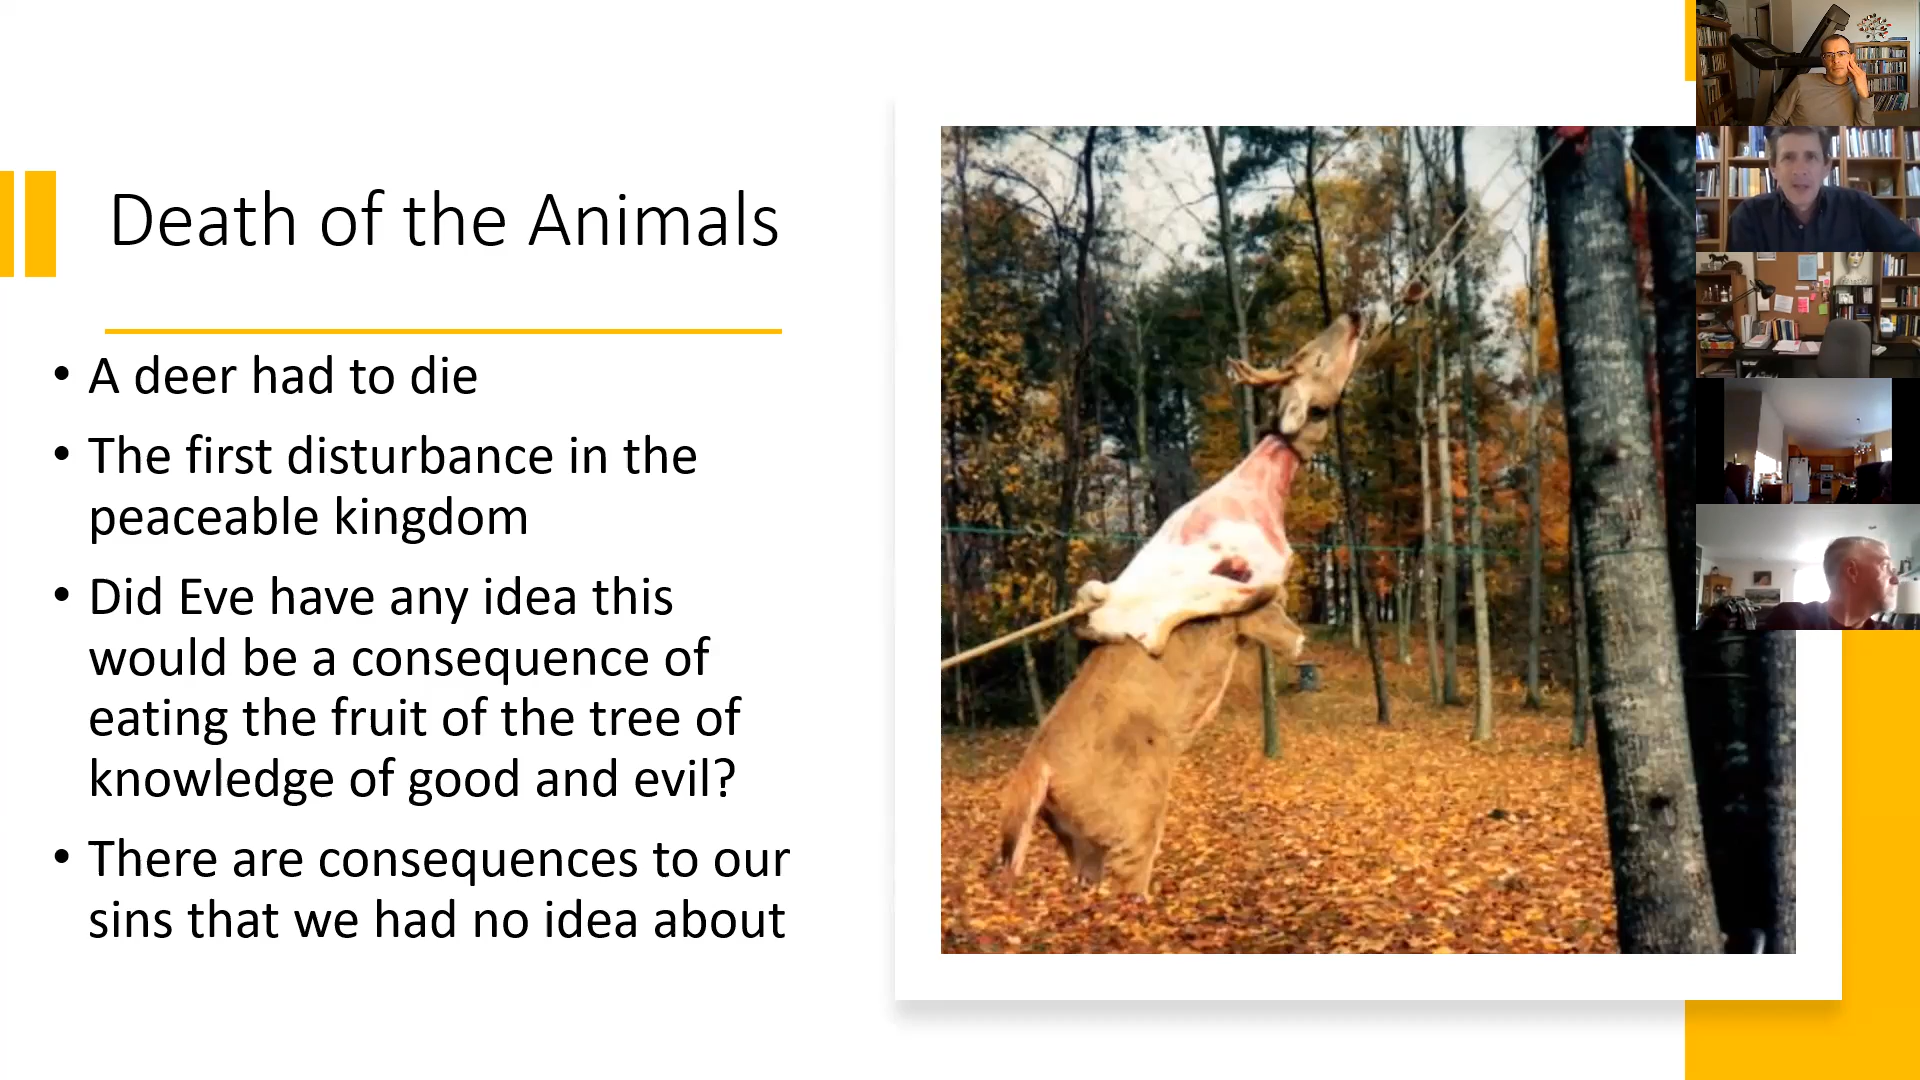 Death of the Animals
• A deer had to die
• The first disturbance in the
peaceable kingdom
• Did Eve have any idea this
would be a consequence of
eating the fruit of the tree of
knowledge of good and evil?
• There are consequences to our
sins that we had no idea about